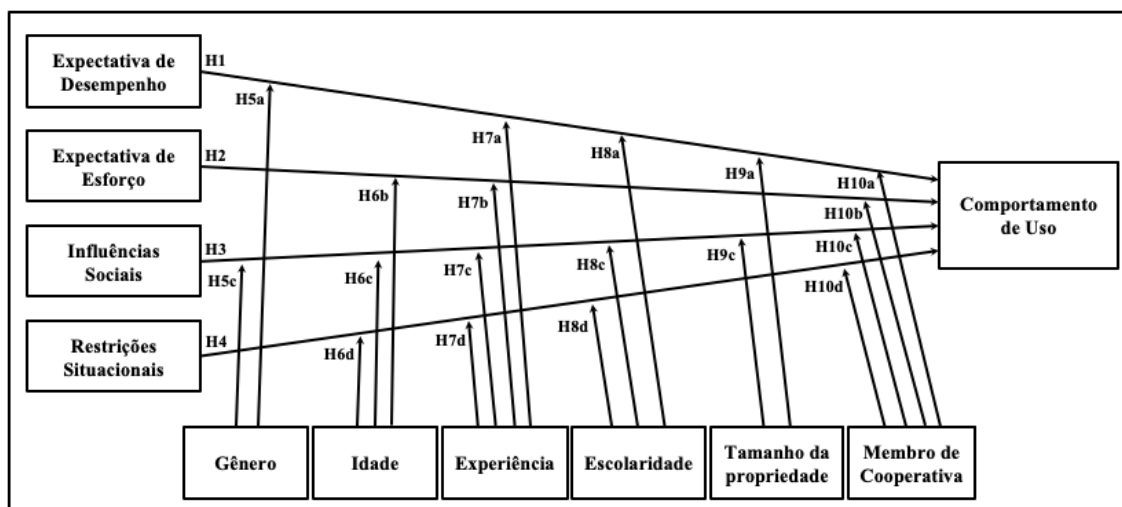 Expectativa de
Desempenho
H1
H5a
H7a
H8a
H9a
H10a
Expectativa de
Esforço
H2
H6b
H7b
H10b
Comportamento
de Uso
Influências
Sociais
H3
H5c
H6c
H7c
H8c
H9c
H10c
Restrições
Situacionais
H4
H6d
H7d
H8d
H10d
Gênero
Idade
Experiência
Escolaridade
Tamanho da
propriedade
Membro de
Cooperativa